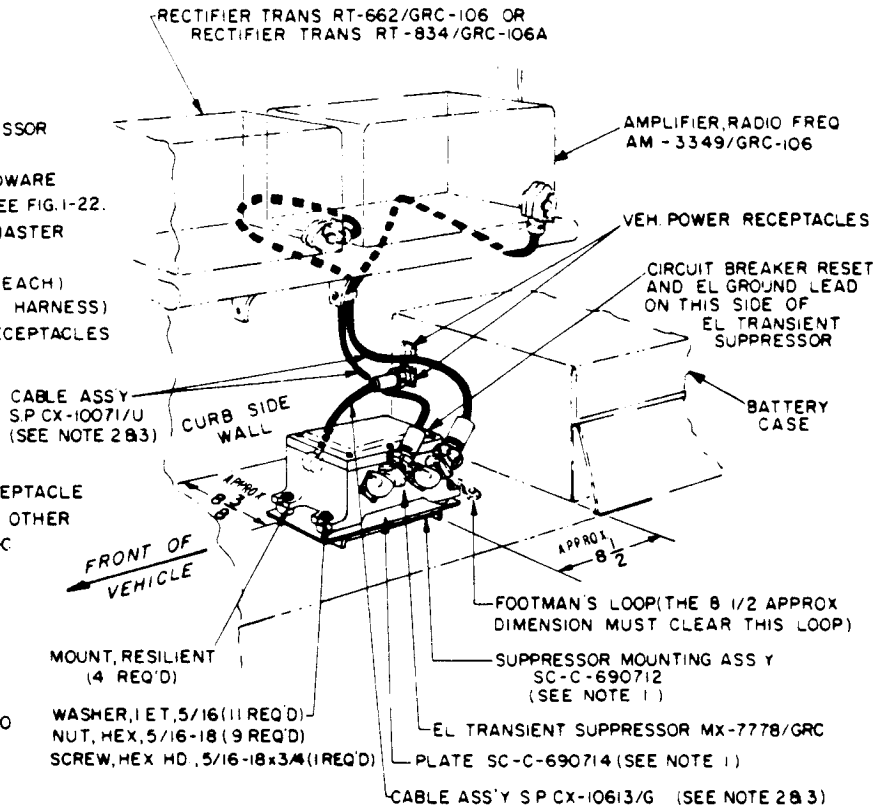 RECTIFIER TRANS RT-662/GRC-106 OR
RECTIFIER TRANS RT-834/GRC-106A
SSOR
DWARE
EE FIG. 1-22.
ASTER
EACH)
HARNESS)
ECEPTACLES
AMPLIFIER, RADIO FREQ
AM-3349/GRC-106
VEH. POWER RECEPTACLES
CIRCUIT BREAKER RESET
AND EL GROUND LEAD
ON THIS SIDE OF
EL TRANSIENT
SUPPRESSOR
CABLE ASS'Y
S.P. CX-10071/U
(SEE NOTE 2&3)
CURB SIDE
WALL
BATTERY
CASE
EPTACLE
OTHER
C
APPROX
8 3/8
FRONT OF
VEHICLE
APPROX
8 1/2
FOOTMAN'S LOOP (THE 8 1/2 APPROX
DIMENSION MUST CLEAR THIS LOOP)
MOUNT, RESILIENT
(4 REQ'D)
SUPPRESSOR MOUNTING ASS Y
SC-C-690712
(SEE NOTE 1)
O
WASHER, IET, 5/16 (11 REQ'D)
NUT, HEX, 5/16-18 (9 REQ'D)
SCREW, HEX HD., 5/16-18x3/4 (1 REQ'D)
EL TRANSIENT SUPPRESSOR MX-7778/GRC
PLATE SC-C-690714 (SEE NOTE 1)
CABLE ASS'Y S P CX-10613/G (SEE NOTE 2&3)